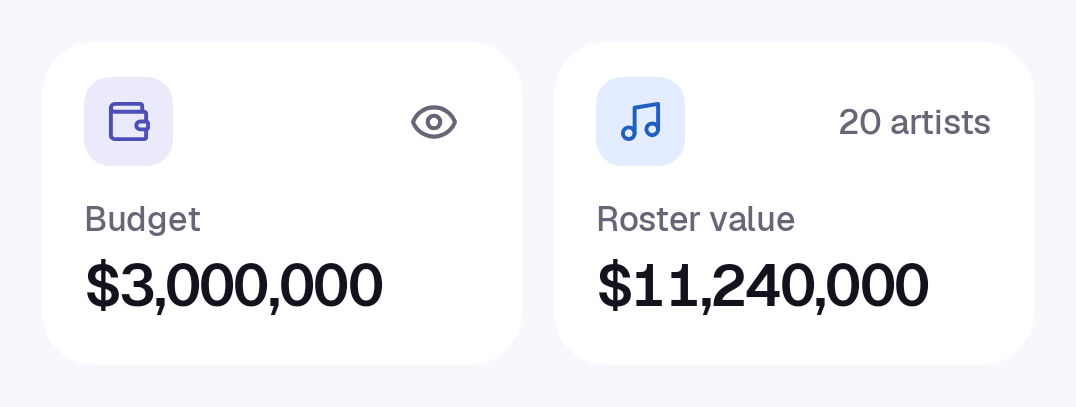 20 artists
Budget
$3,000,000
Roster value
$11,240,000